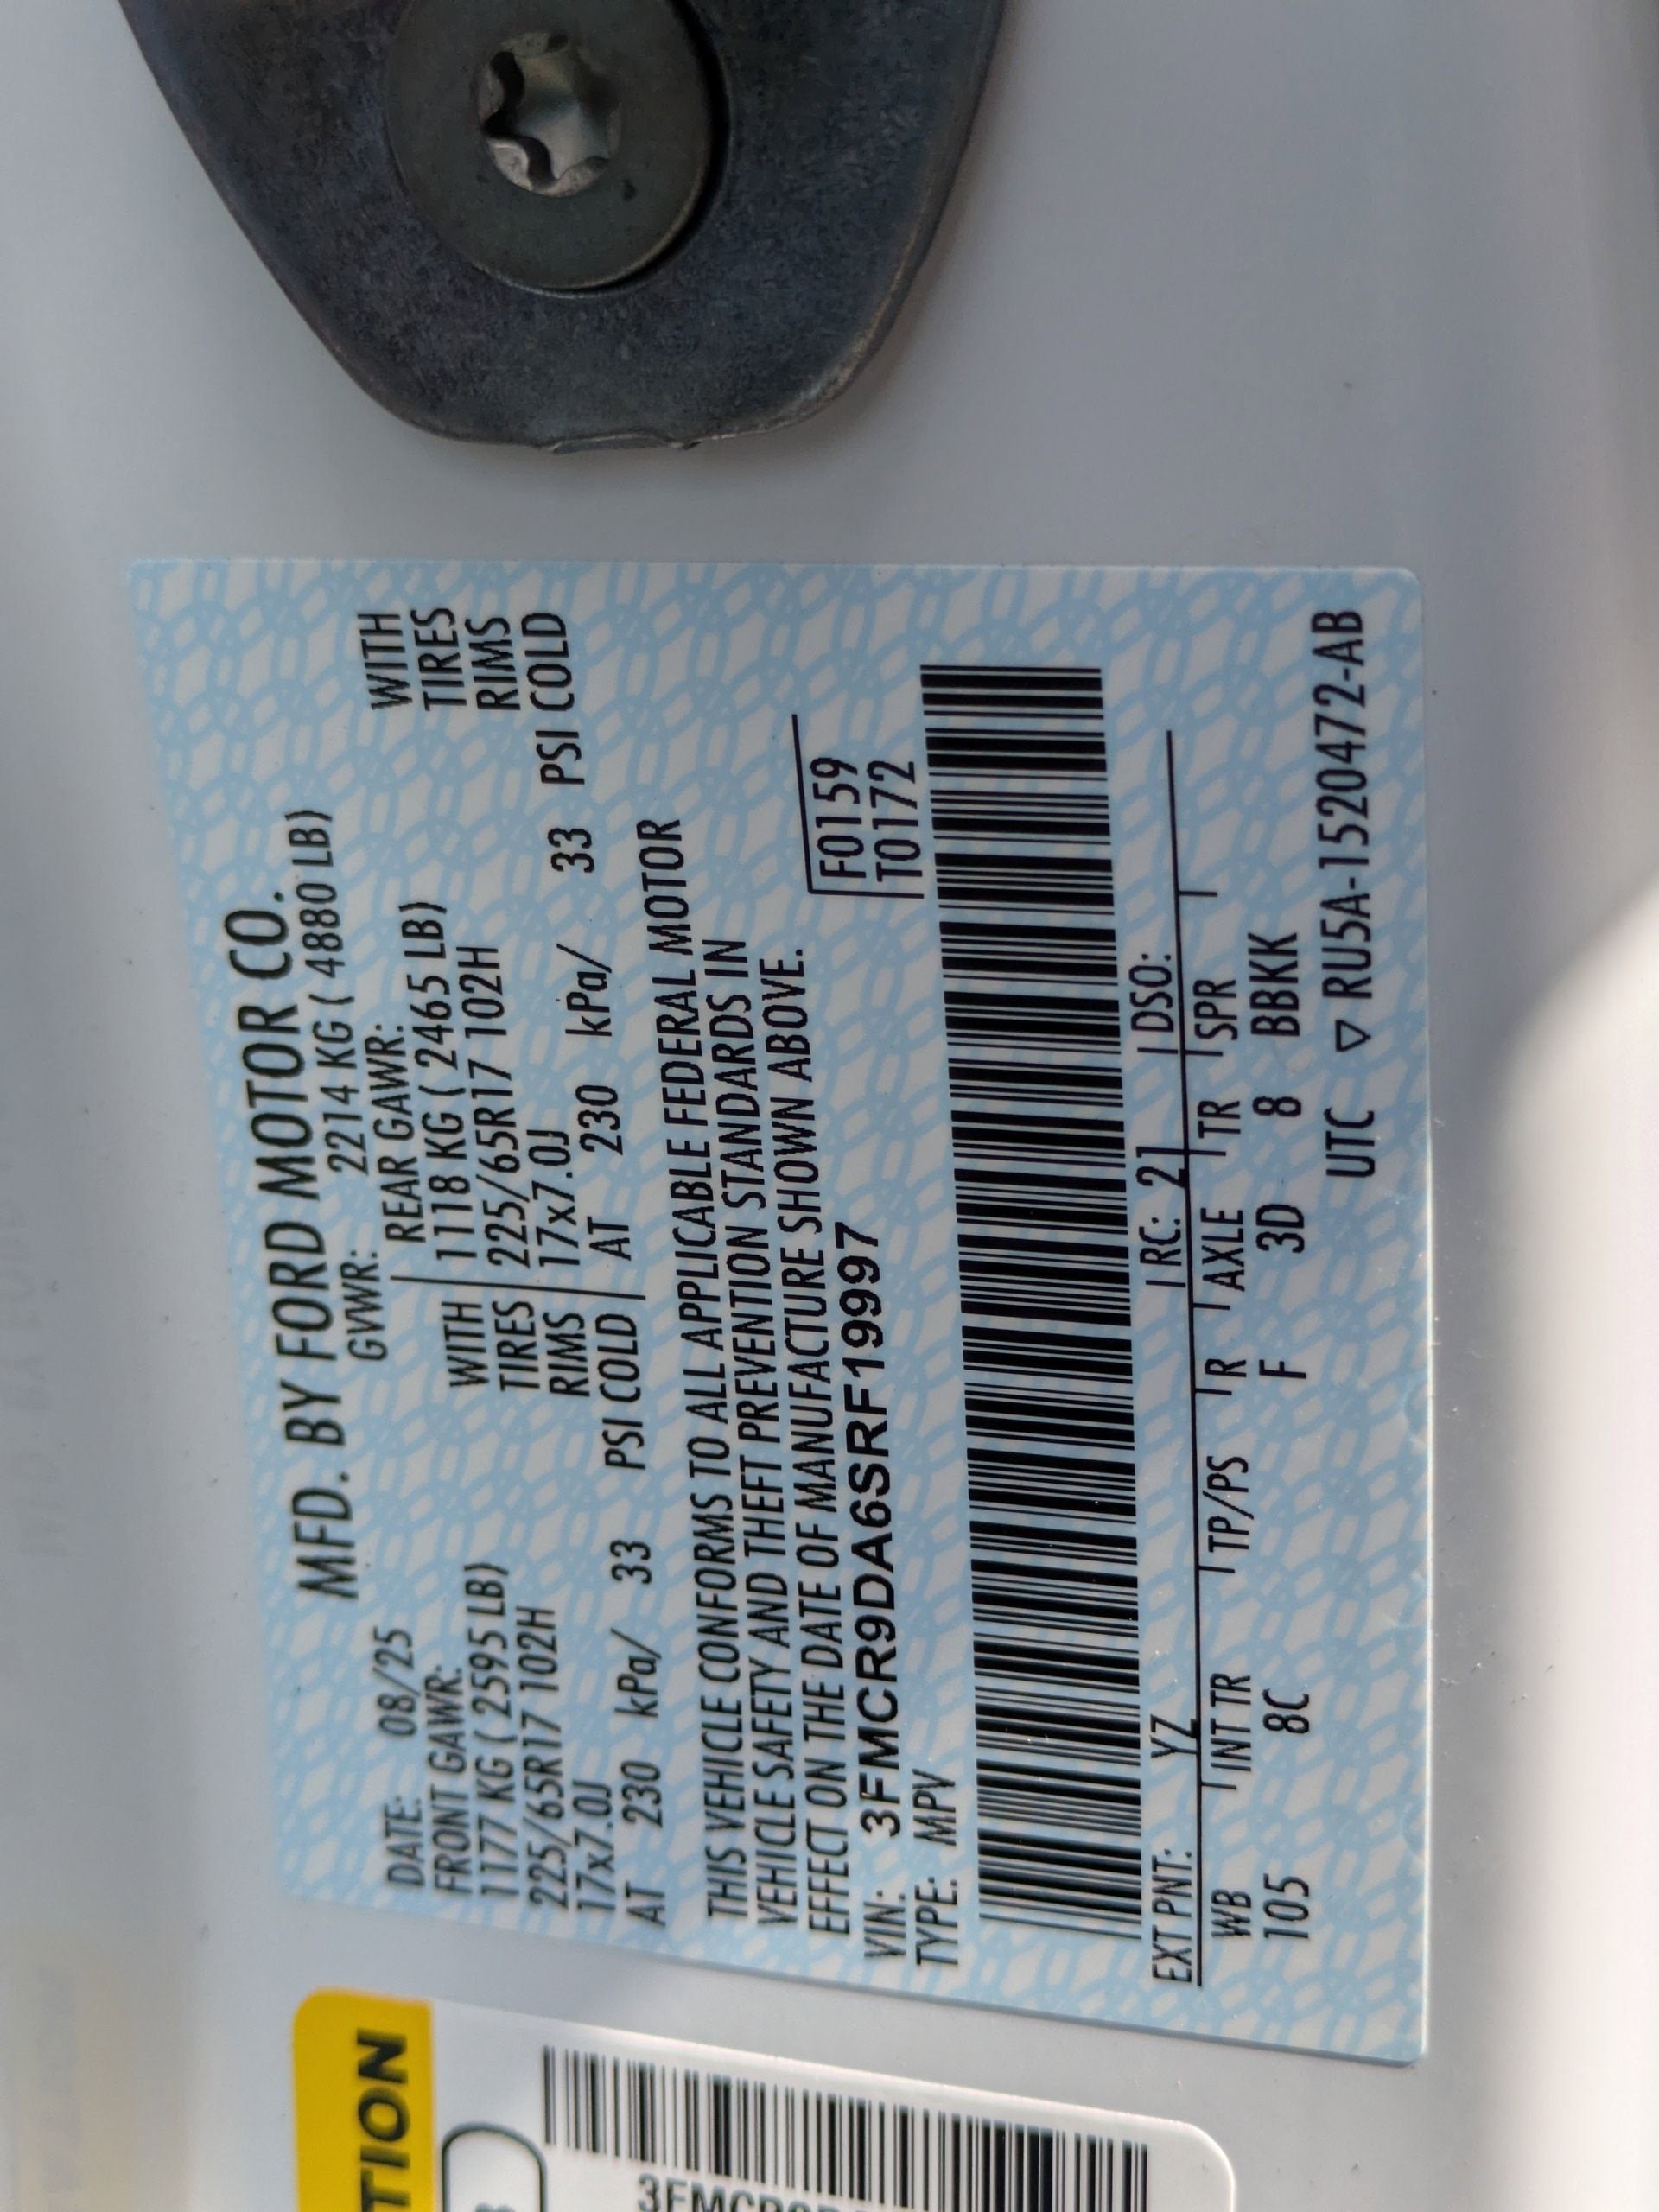 MFD. BY FORD MOTOR CO.
DATE: 08/25 GVWR: 2214 KG ( 4880 LB)
FRONT GAWR: REAR GAWR:
1177 KG ( 2595 LB) WITH 1118 KG ( 2465 LB) WITH
225/65R17 102H TIRES 225/65R17 102H TIRES
17x7.0J RIMS 17x7.0J RIMS
AT 230 kPa/ 33 PSI COLD AT 230 kPa/ 33 PSI COLD
THIS VEHICLE CONFORMS TO ALL APPLICABLE FEDERAL MOTOR
VEHICLE SAFETY AND THEFT PREVENTION STANDARDS IN
EFFECT ON THE DATE OF MANUFACTURE SHOWN ABOVE.
VIN: 3FMCR9DA6SRF19997 F0159
TYPE: MPV T0172
EXT PNT: YZ RC: 21 DSO:
WB INT TR TP/PS R AXLE TR SPR
105 8C F 3D 8 BBKK
UTC ▽ RU5A-1520472-AB
TION